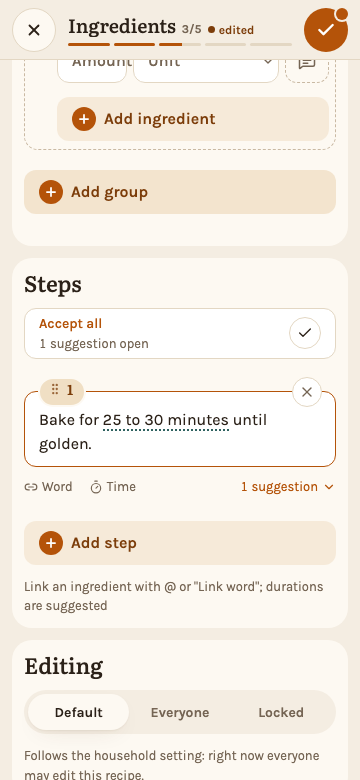 Ingredients 3/5 edited
Amount Unit
Add ingredient
Add group
Steps
Accept all
1 suggestion open
1
Bake for 25 to 30 minutes until
golden.
Word Time 1 suggestion
Add step
Link an ingredient with @ or "Link word"; durations
are suggested
Editing
Default Everyone Locked
Follows the household setting: right now everyone
may edit this recipe.